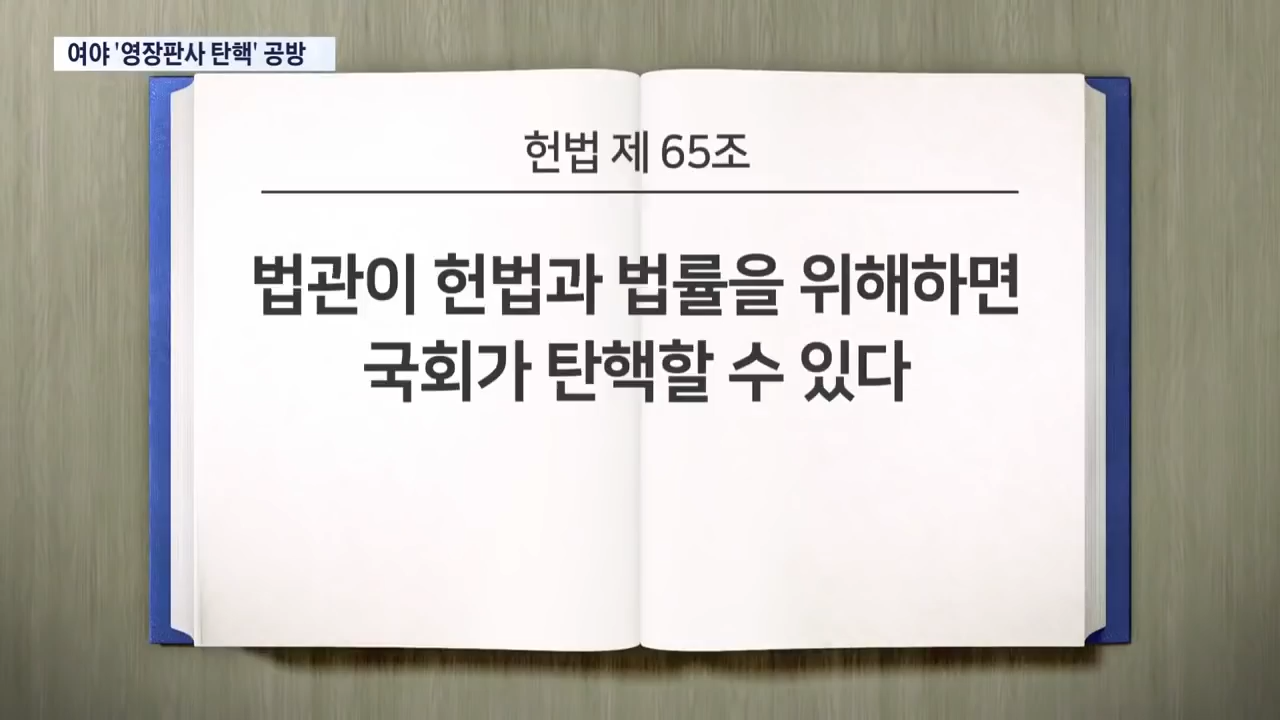 여야 '영장판사 탄핵' 공방
헌법 제 65조
법관이 헌법과 법률을 위해하면
국회가 탄핵할 수 있다